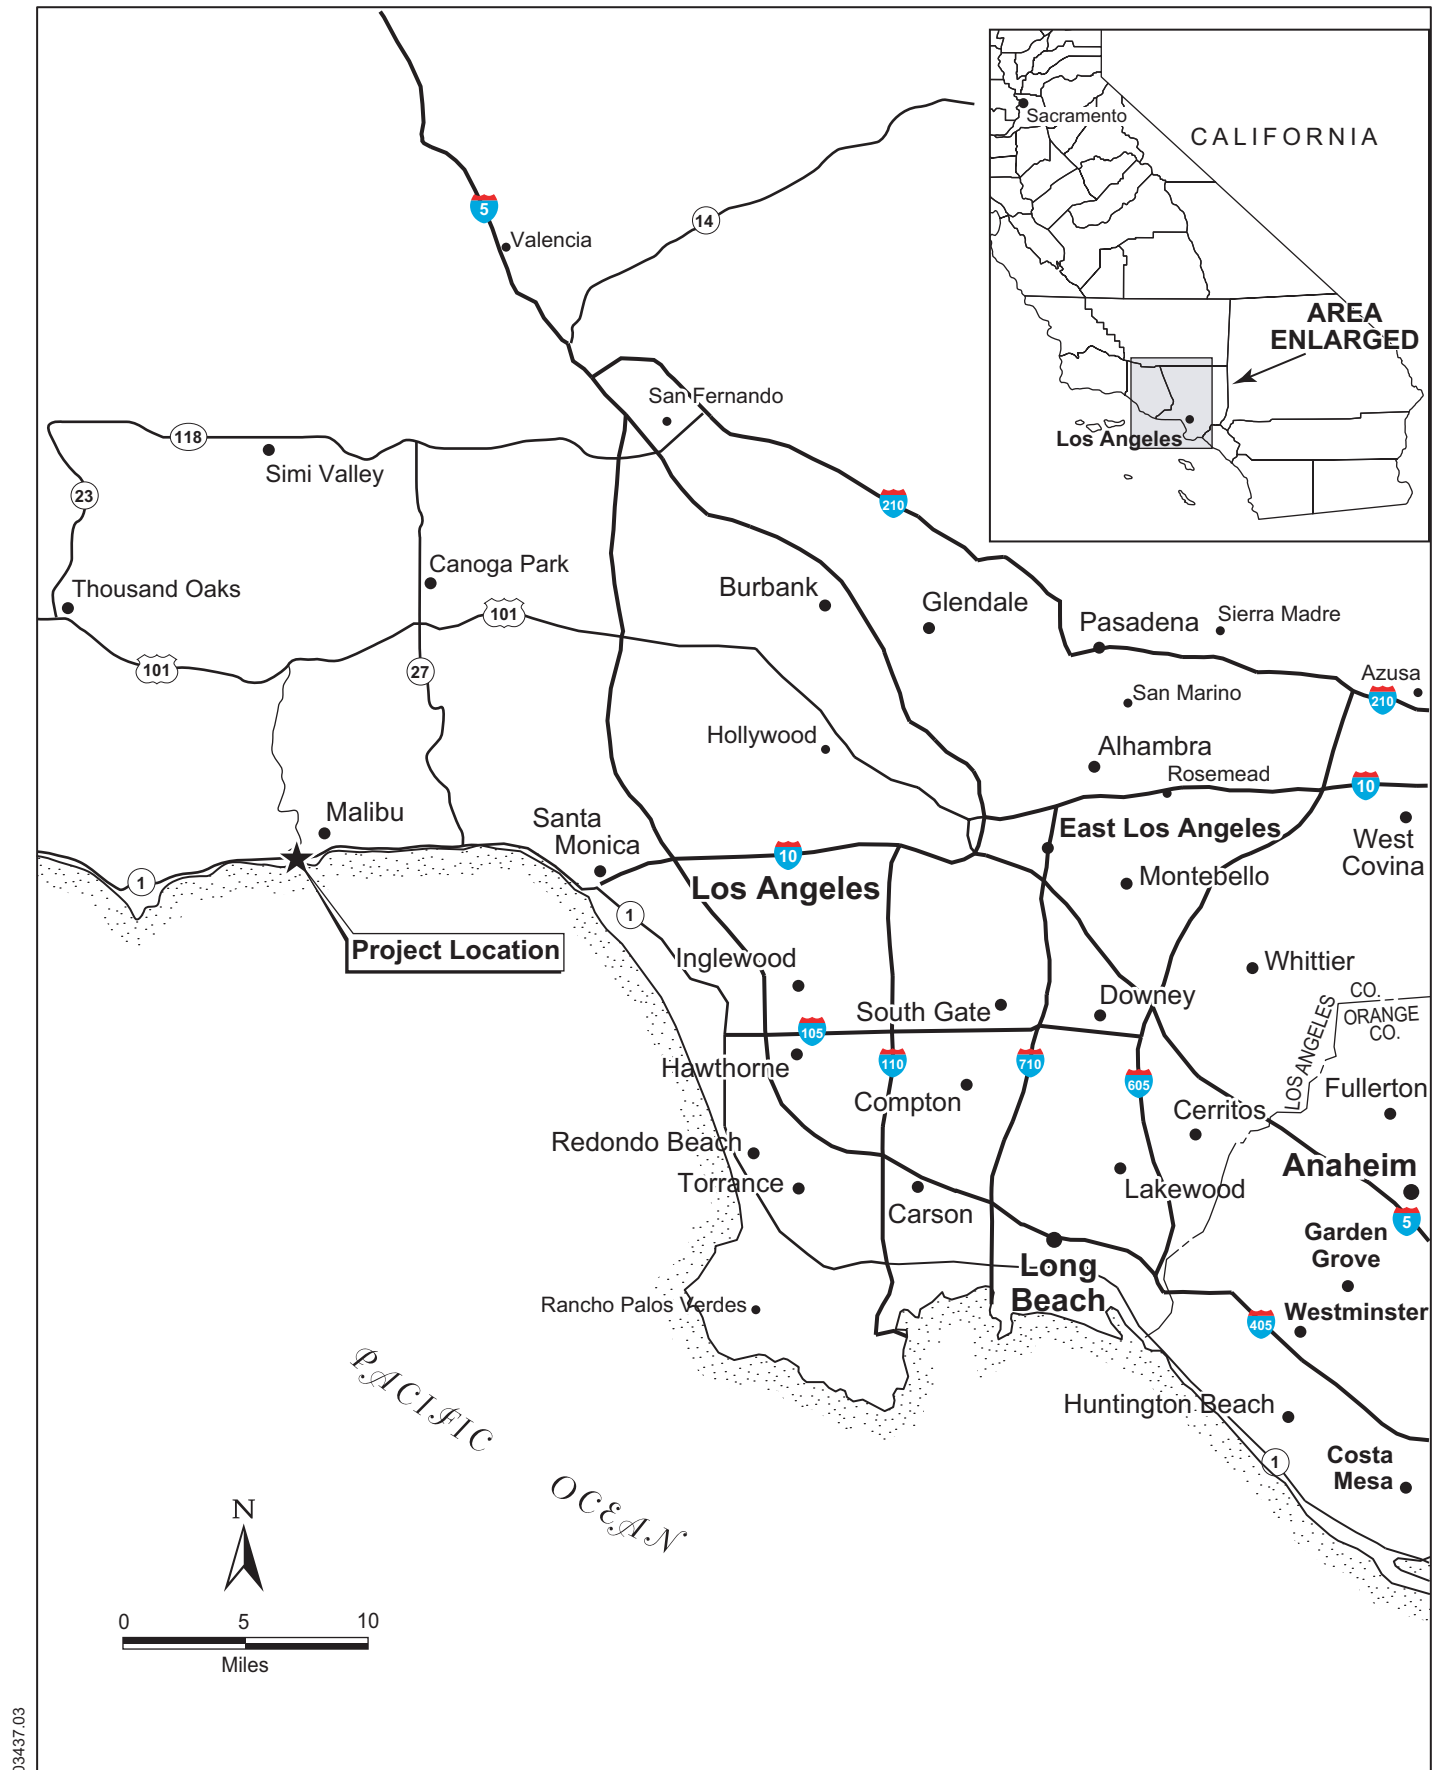 Sacramento
CALIFORNIA
5
14
Valencia
AREA
ENLARGED
San Fernando
Los Angeles
118
Simi Valley
23
210
Canoga Park
Thousand Oaks
Burbank
Glendale
101
Pasadena
Sierra Madre
101
27
Azusa
San Marino
210
Hollywood
Alhambra
Rosemead
10
Malibu
Santa
Monica
East Los Angeles
West
Covina
10
1
Los Angeles
Montebello
1
Project Location
Inglewood
Whittier
South Gate
Downey
LOS ANGELES CO.
ORANGE
CO.
105
Hawthorne
110
710
605
Compton
Fullerton
Cerritos
Redondo Beach
Anaheim
Torrance
Lakewood
Carson
5
Garden
Grove
Long
Beach
Rancho Palos Verdes
Westminster
405
PACIFIC
OCEAN
Huntington Beach
1
Costa
Mesa
N
0 5 10
Miles
03437.03